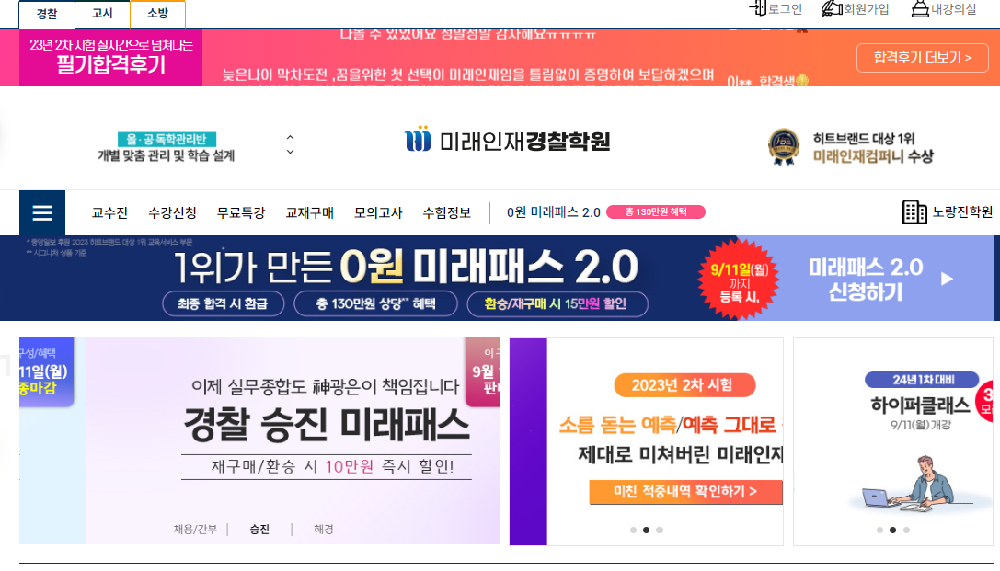 경찰
고시
소방
로그인
회원가입
내강의실
23년 2차 시험 실시간으로 넘쳐나는
필기합격후기
나올 수 있었어요 정말정말 감사해요ㅠㅠㅠㅠ
늦은나이 막차도전 ,꿈을위한 첫 선택이 미래인재임을 틀림없이 증명하여 보답하겠으며
이** 합격생
합격후기 더보기 >
올·공 독학관리반
개별 맞춤 관리 및 학습 설계
미래인재경찰학원
히트브랜드 대상 1위
미래인재컴퍼니 수상
교수진
수강신청
무료특강
교재구매
모의고사
수험정보
0원 미래패스 2.0
총 130만원 혜택
노량진학원
* 중앙일보 후원 2023 히트브랜드 대상 1위 교육서비스 부문
** 시그니처 상품 기준
1위가 만든 0원 미래패스 2.0
최종 합격 시 환급
총 130만원 상당** 혜택
환승/재구매 시 15만원 할인
9/11일(월)
까지
등록 시,
미래패스 2.0
신청하기
구성/혜택
11일(월)
종마감
이제 실무종합도 神광은이 책임집니다
경찰 승진 미래패스
재구매/환승 시 10만원 즉시 할인!
채용/간부
승진
해경
이 구
9월
판
2023년 2차 시험
소름 돋는 예측/예측 그대로
제대로 미쳐버린 미래인재
미친 적중내역 확인하기 >
24년 1차 대비
하이퍼클래스
9/11(월) 개강
3
모